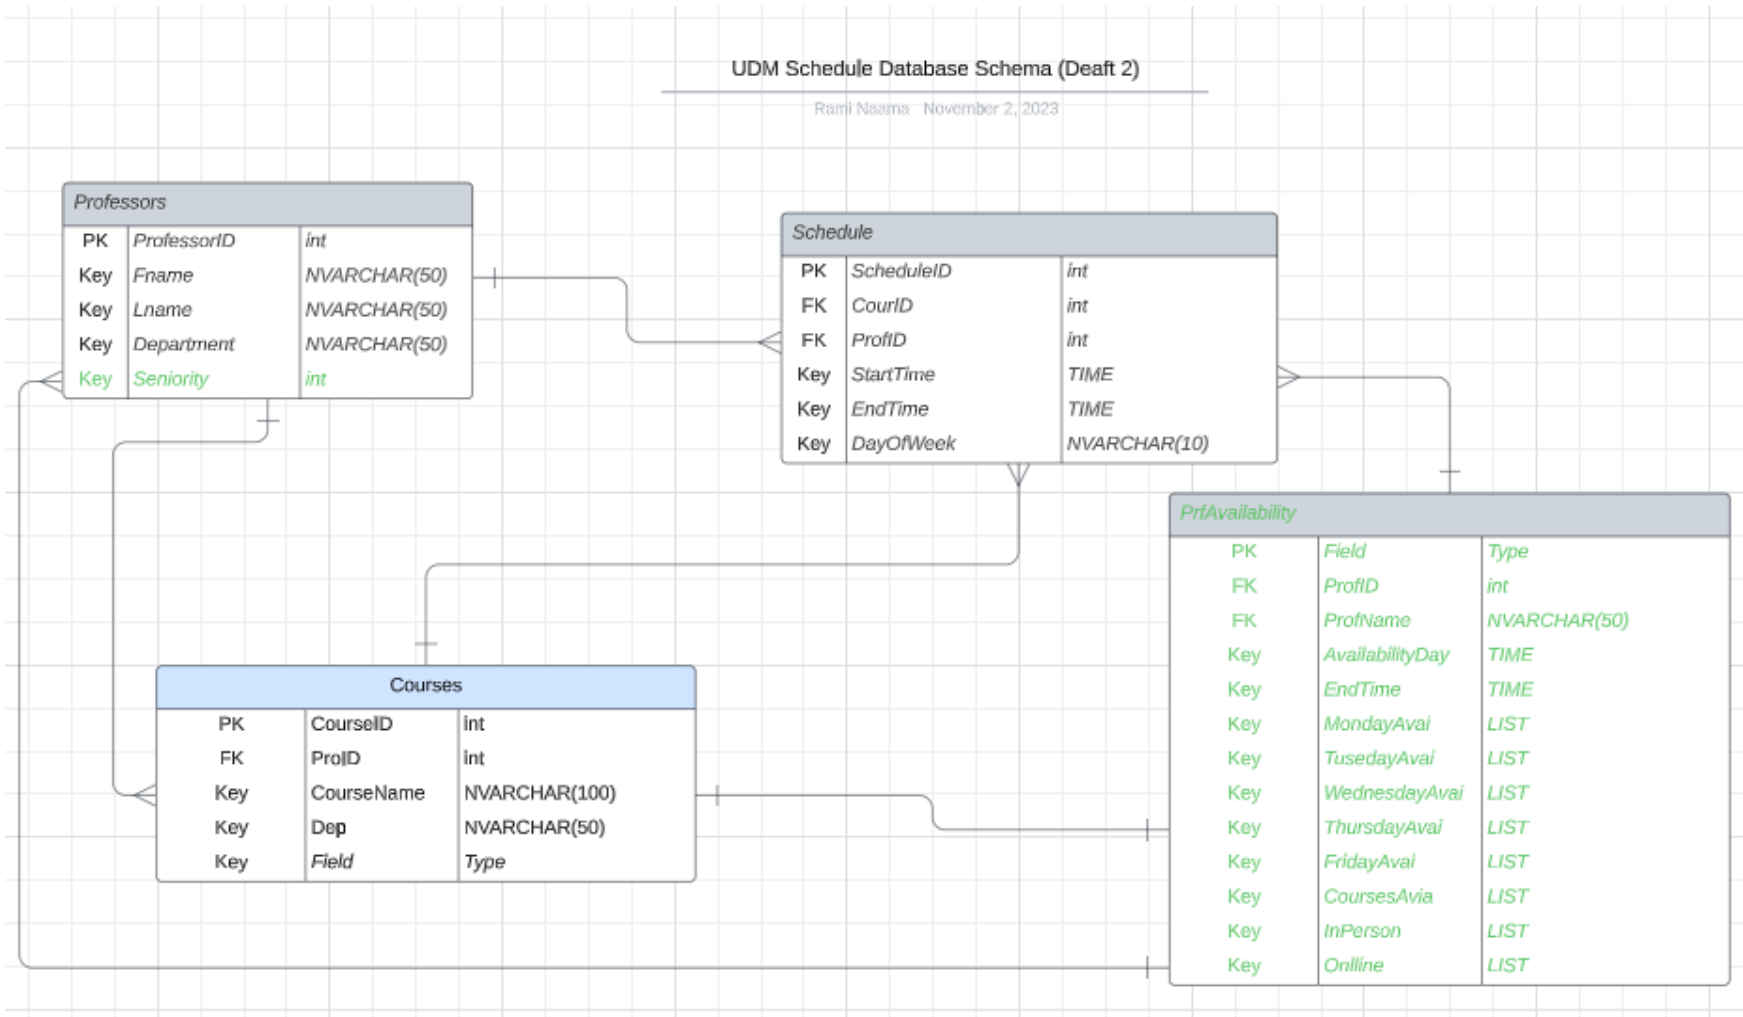 UDM Schedule Database Schema (Deaft 2)
Rami Naama November 2, 2023
Professors
PK ProfessorID int
Key Fname NVARCHAR(50)
Key Lname NVARCHAR(50)
Key Department NVARCHAR(50)
Key Seniority int
Schedule
PK ScheduleID int
FK CourID int
FK ProfID int
Key StartTime TIME
Key EndTime TIME
Key DayOfWeek NVARCHAR(10)
PrfAvailability
PK Field Type
FK ProfID int
FK ProfName NVARCHAR(50)
Key AvailabilityDay TIME
Key EndTime TIME
Key MondayAvai LIST
Key TusedayAvai LIST
Key WednesdayAvai LIST
Key ThursdayAvai LIST
Key FridayAvai LIST
Key CoursesAvia LIST
Key InPerson LIST
Key Onlline LIST
Courses
PK CourseID int
FK ProID int
Key CourseName NVARCHAR(100)
Key Dep NVARCHAR(50)
Key Field Type